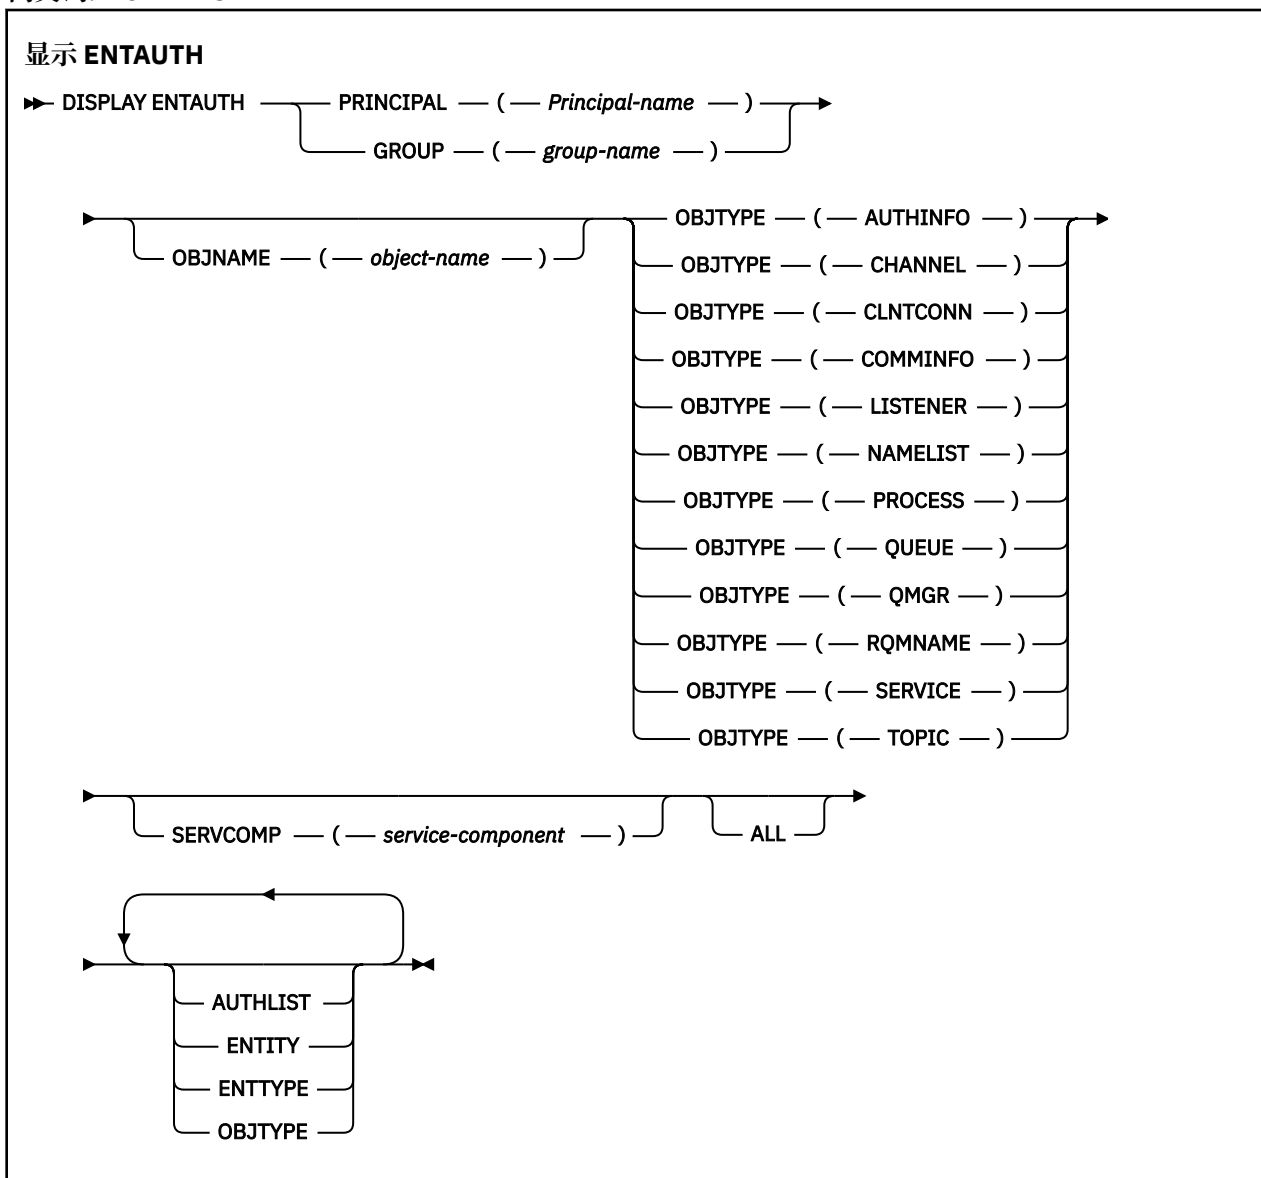 显示 ENTAUTH
DISPLAY ENTAUTH PRINCIPAL ( Principal-name )
GROUP ( group-name )
OBJNAME ( object-name )
OBJTYPE ( AUTHINFO )
OBJTYPE ( CHANNEL )
OBJTYPE ( CLNTCONN )
OBJTYPE ( COMMINFO )
OBJTYPE ( LISTENER )
OBJTYPE ( NAMELIST )
OBJTYPE ( PROCESS )
OBJTYPE ( QUEUE )
OBJTYPE ( QMGR )
OBJTYPE ( RQMNAME )
OBJTYPE ( SERVICE )
OBJTYPE ( TOPIC )
SERVCOMP ( service-component )
ALL
AUTHLIST
ENTITY
ENTTYPE
OBJTYPE